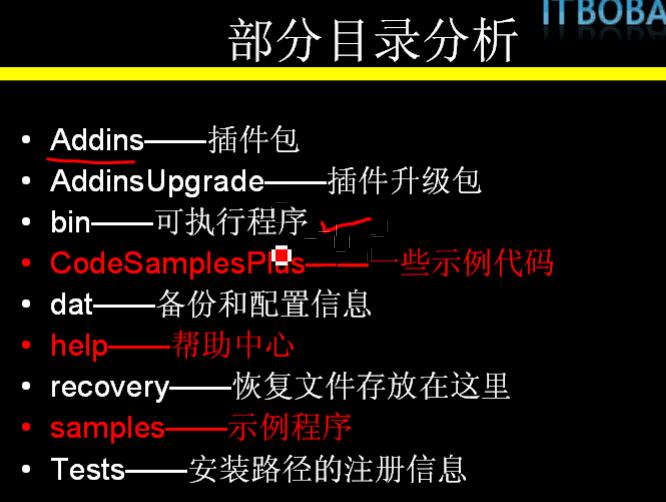 ITBOBA
部分目录分析
• Addins——插件包
• AddinsUpgrade——插件升级包
• bin——可执行程序
• CodeSamplesPlus——一些示例代码
• dat——备份和配置信息
• help——帮助中心
• recovery——恢复文件存放在这里
• samples——示例程序
• Tests——安装路径的注册信息